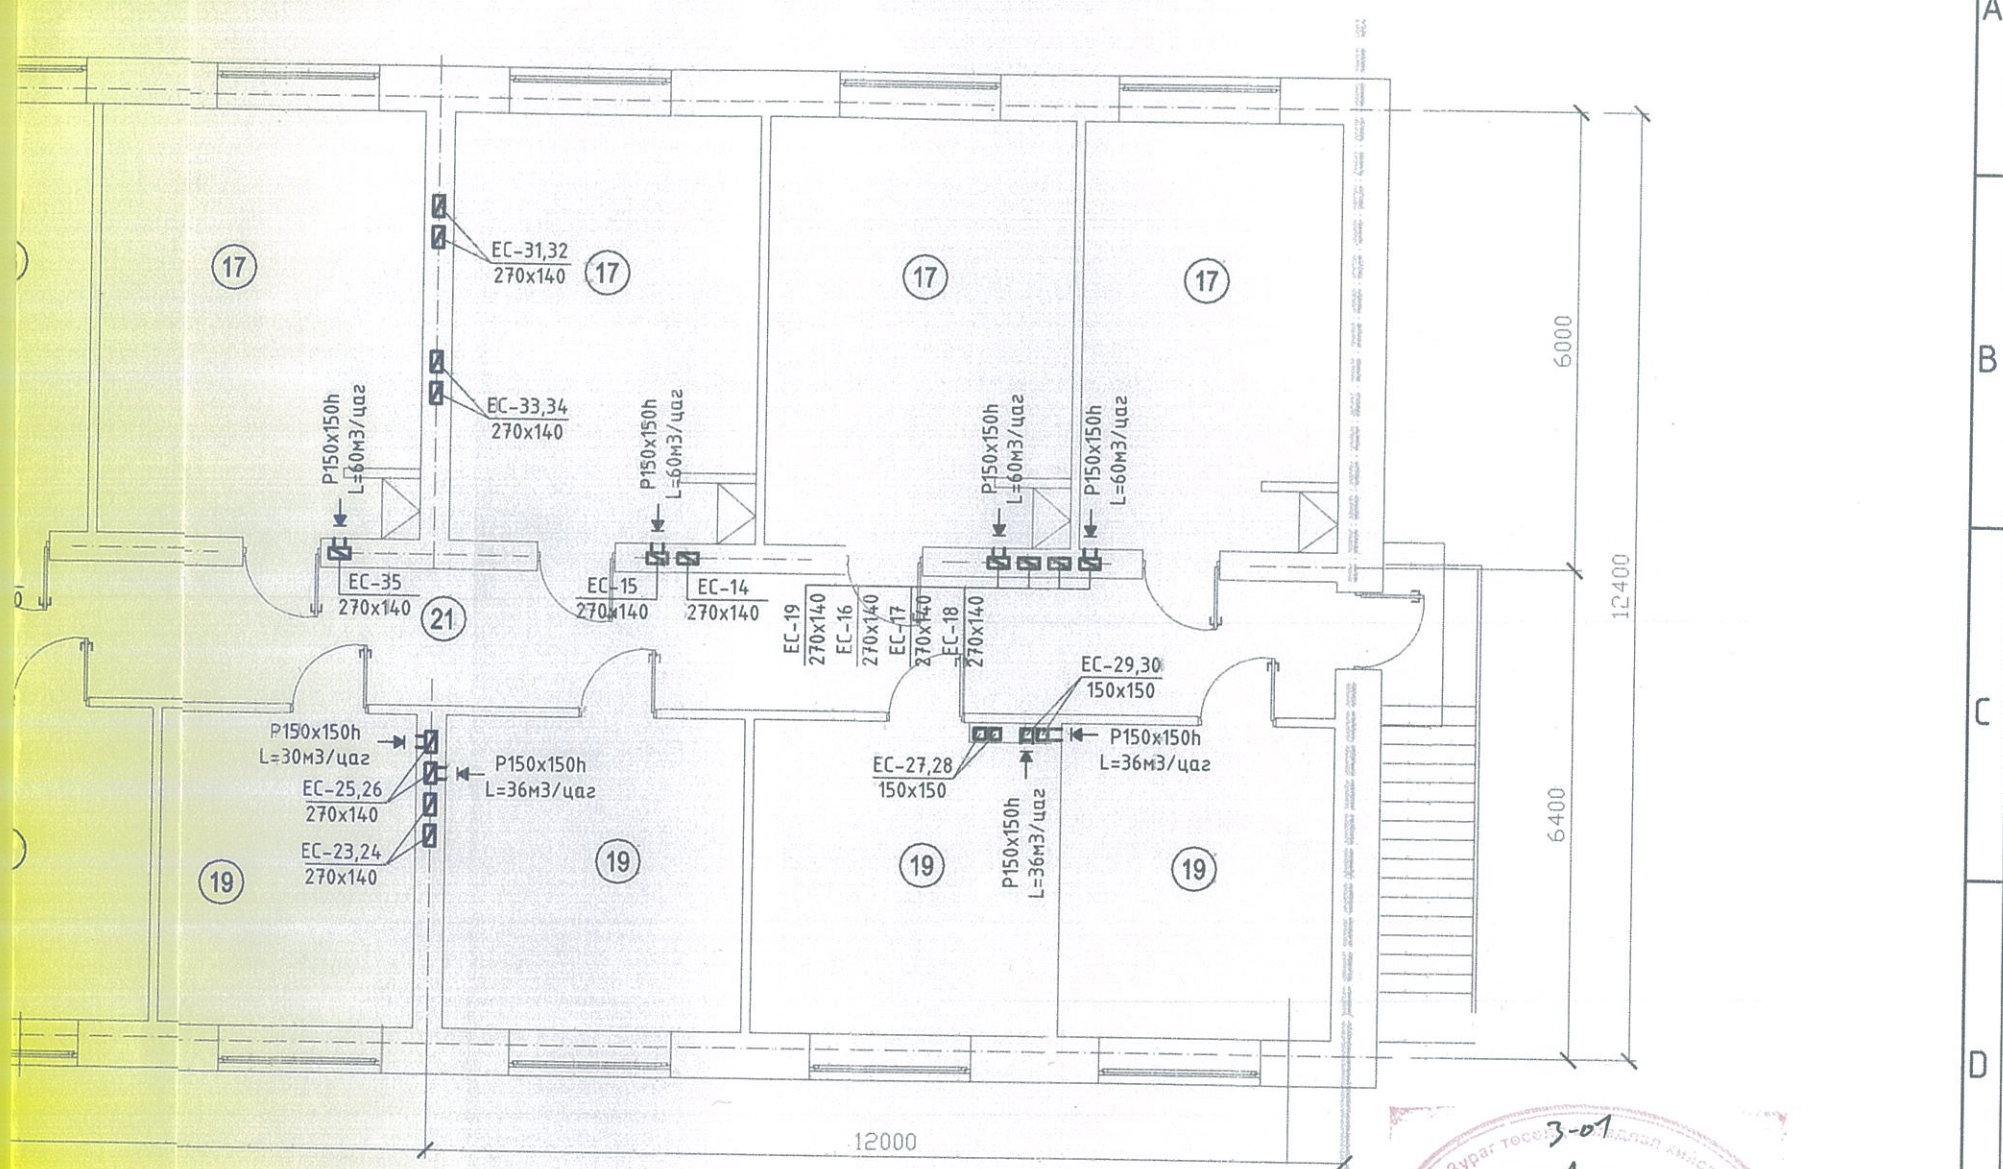 A
B
C
D
17
17
17
17
EC-31,32
270x140
EC-33,34
270x140
P150x150h
L=60м3/цаг
P150x150h
L=60м3/цаг
P150x150h
L=60м3/цаг
P150x150h
L=60м3/цаг
6000
12400
6400
EC-35
270x140
21
EC-15
270x140
EC-14
270x140
EC-19
270x140
EC-16
270x140
EC-17
270x140
EC-18
270x140
EC-29,30
150x150
P150x150h
L=30м3/цаг
EC-25,26
270x140
EC-23,24
270x140
P150x150h
L=36м3/цаг
EC-27,28
150x150
P150x150h
L=36м3/цаг
P150x150h
L=36м3/цаг
19
19
19
19
12000
3-01
Зураг